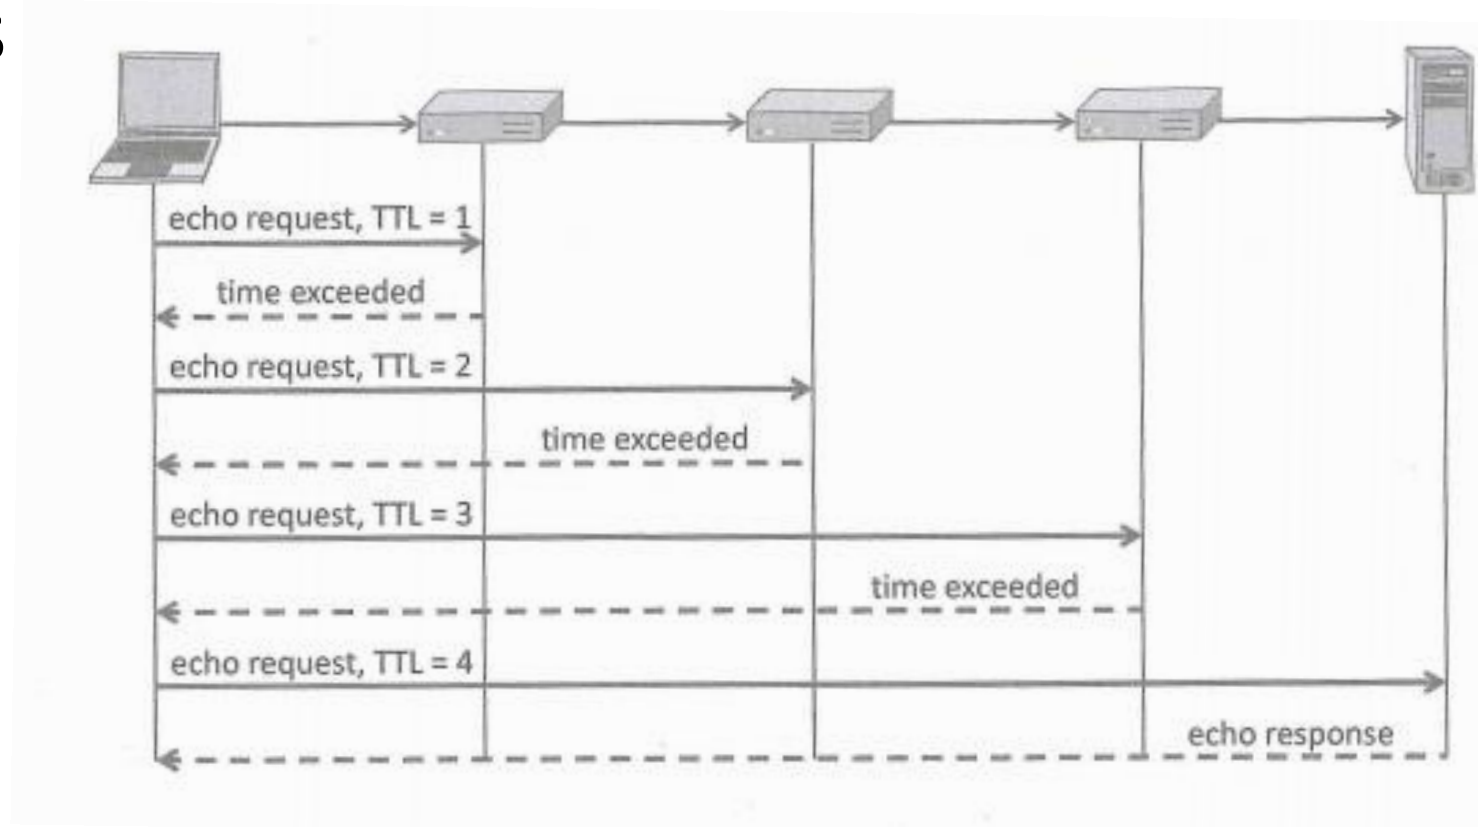 echo request, TTL = 1
time exceeded
echo request, TTL = 2
time exceeded
echo request, TTL = 3
time exceeded
echo request, TTL = 4
echo response